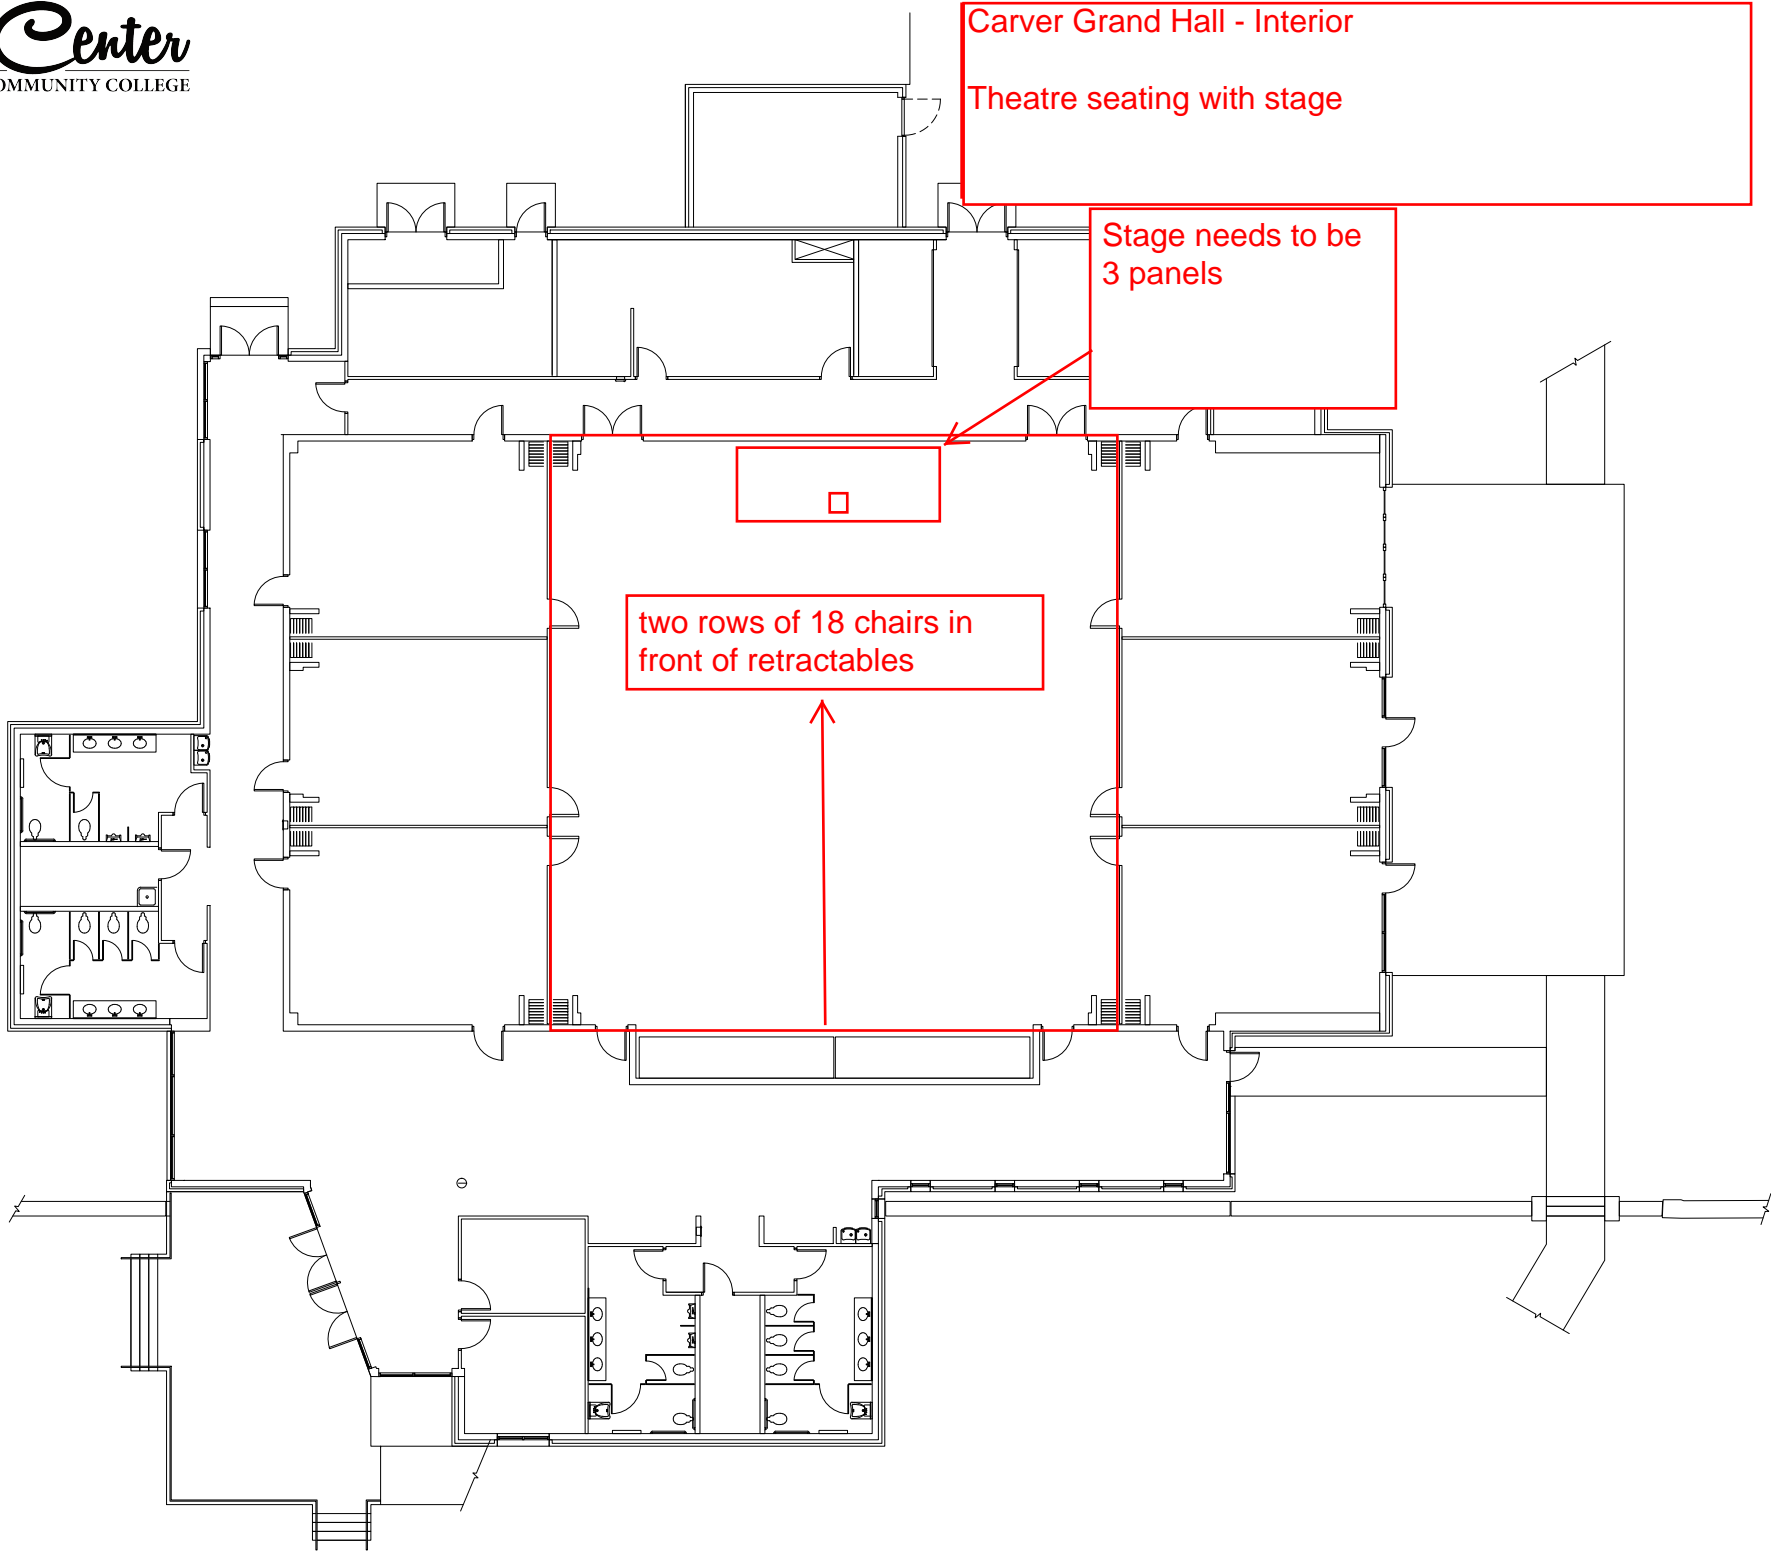 Center
COMMUNITY COLLEGE
Carver Grand Hall - Interior
Theatre seating with stage
Stage needs to be
3 panels
two rows of 18 chairs in
front of retractables